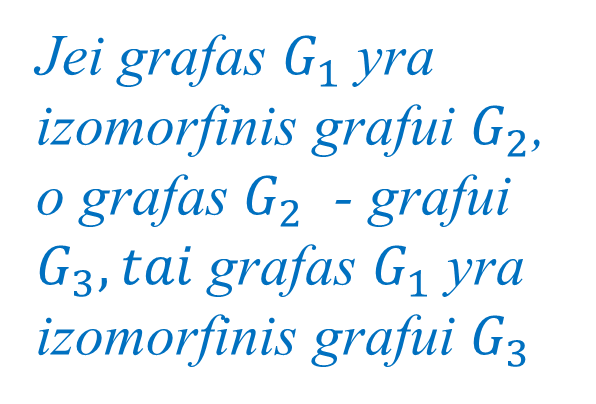 Jei grafas G₁ yra
izomorfinis grafui G₂,
o grafas G₂ - grafui
G₃, tai grafas G₁ yra
izomorfinis grafui G₃